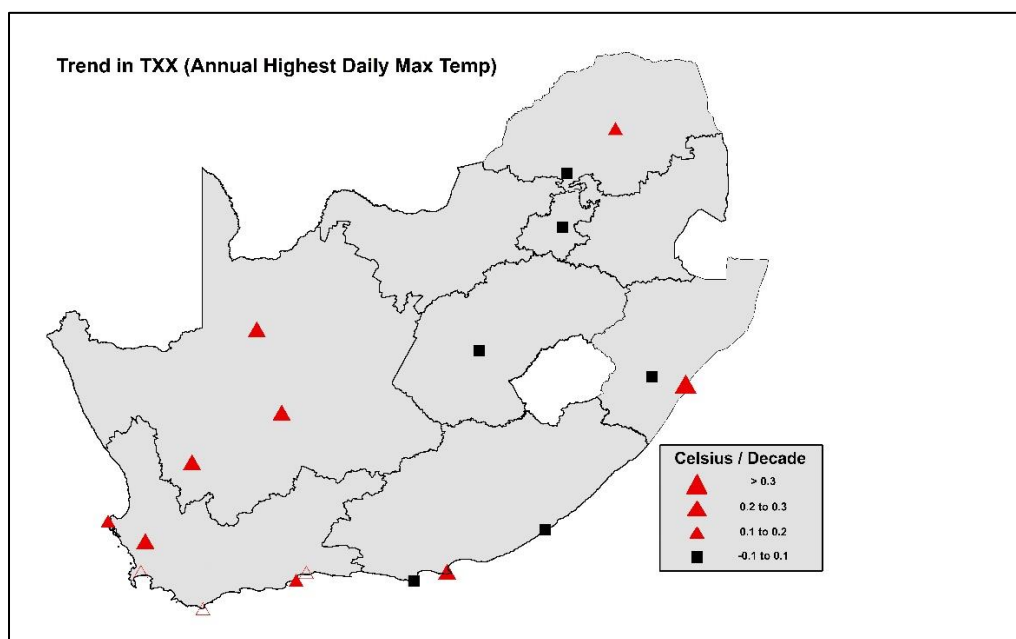 Trend in TXX (Annual Highest Daily Max Temp)
Celsius / Decade
> 0.3
0.2 to 0.3
0.1 to 0.2
-0.1 to 0.1